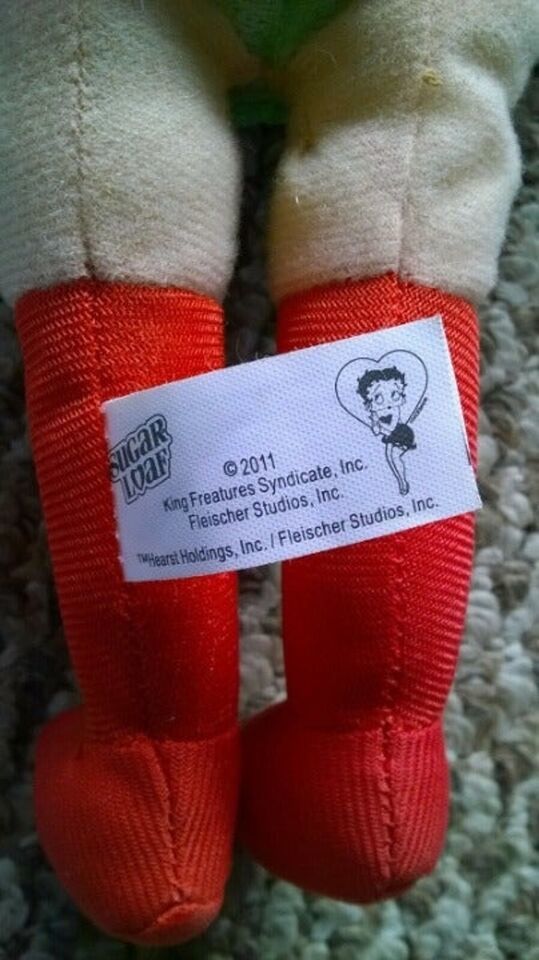 SUGAR
LOAF
© 2011
King Freatures Syndicate, Inc.
Fleischer Studios, Inc.
™Hearst Holdings, Inc. / Fleischer Studios, Inc.